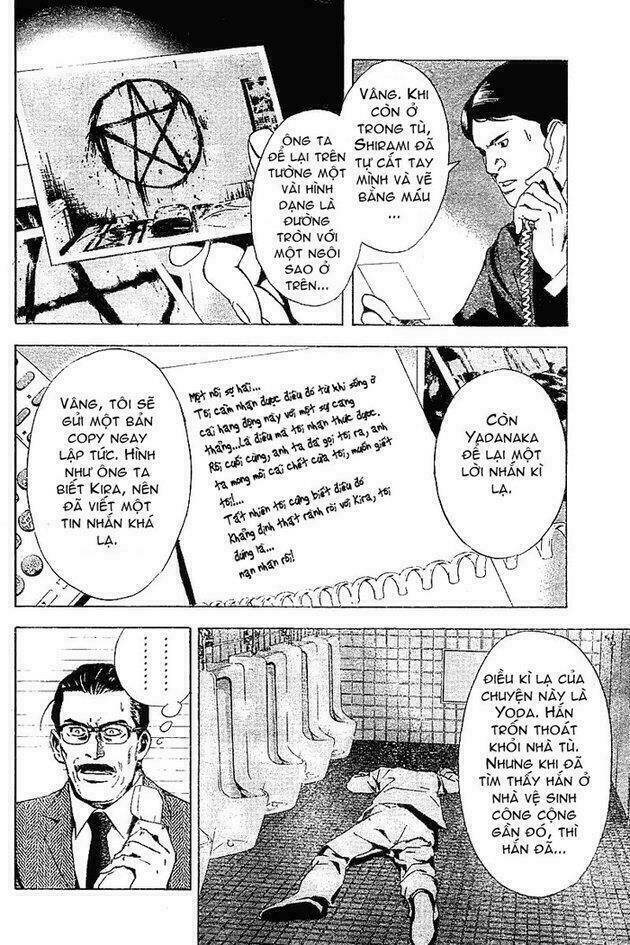 VÂNG. KHI
CÒN Ở
TRONG TÙ,
SHIRAMI ĐÃ
TỰ CẮT TAY
MÌNH VÀ VẼ
BẰNG MÁU
...
ÔNG TA
ĐỂ LẠI TRÊN
TƯỜNG MỘT
VÀI HÌNH
DẠNG LÀ
ĐƯỜNG
TRÒN VỚI
MỘT NGÔI
SAO Ở
TRÊN...
CÒN
YADANAKA
ĐỂ LẠI MỘT
LỜI NHẮN KÌ
LẠ.
Một nỗi sợ hãi...
Tôi cảm nhận được điều đó từ khi sống ở
cái hang động này với một sự căng
thẳng...Là điều mà tôi nhận thức được.
Rồi cuối cùng, anh ta đã gọi tôi ra, anh
ta mong mỏi cái chết của tôi, muốn giết
tôi!...
Tất nhiên tôi cũng biết điều đó
Khẳng định thật rành rõi với Kira, tôi
đúng là...
nạn nhân rồi!
VÂNG, TÔI SẼ
GỬI MỘT BẢN
COPY NGAY
LẬP TỨC. HÌNH
NHƯ ÔNG TA
BIẾT KIRA, NÊN
ĐÃ VIẾT MỘT
TIN NHẮN KHÁ
LẠ.
ĐIỀU KÌ LẠ CỦA
CHUYỆN NÀY LÀ
YODA. HẮN
TRỐN THOÁT
KHỎI NHÀ TÙ.
NHƯNG KHI ĐÃ
TÌM THẤY HẮN Ở
NHÀ VỆ SINH
CÔNG CỘNG
GẦN ĐÓ, THÌ
HẮN ĐÃ...